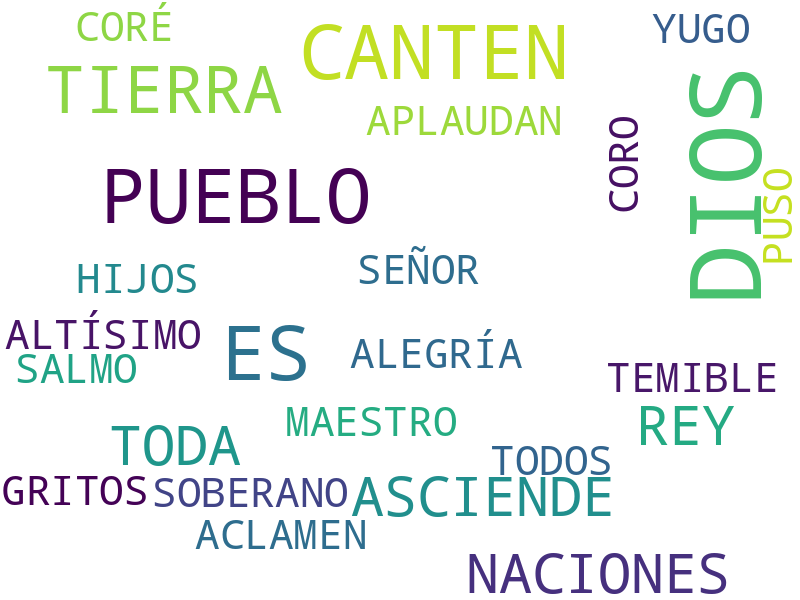 CORÉ
CANTEN
YUGO
TIERRA
DIOS
APLAUDAN
CORO
PUEBLO
PUSO
HIJOS
SEÑOR
ALTÍSIMO
ES
ALEGRÍA
SALMO
TEMIBLE
MAESTRO
REY
TODA
TODOS
GRITOS
SOBERANO
ASCIENDE
ACLAMEN
NACIONES